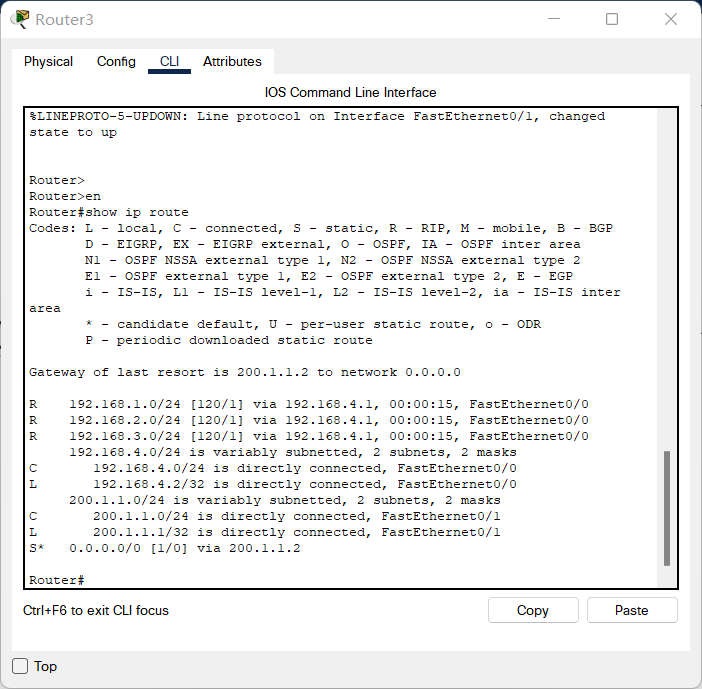 Router3
Physical Config CLI Attributes
IOS Command Line Interface
%LINEPROTO-5-UPDOWN: Line protocol on Interface FastEthernet0/1, changed
state to up
Router>
Router>en
Router#show ip route
Codes: L - local, C - connected, S - static, R - RIP, M - mobile, B - BGP
       D - EIGRP, EX - EIGRP external, O - OSPF, IA - OSPF inter area
       N1 - OSPF NSSA external type 1, N2 - OSPF NSSA external type 2
       E1 - OSPF external type 1, E2 - OSPF external type 2, E - EGP
       i - IS-IS, L1 - IS-IS level-1, L2 - IS-IS level-2, ia - IS-IS inter
area
       * - candidate default, U - per-user static route, o - ODR
       P - periodic downloaded static route
Gateway of last resort is 200.1.1.2 to network 0.0.0.0
R    192.168.1.0/24 [120/1] via 192.168.4.1, 00:00:15, FastEthernet0/0
R    192.168.2.0/24 [120/1] via 192.168.4.1, 00:00:15, FastEthernet0/0
R    192.168.3.0/24 [120/1] via 192.168.4.1, 00:00:15, FastEthernet0/0
     192.168.4.0/24 is variably subnetted, 2 subnets, 2 masks
C       192.168.4.0/24 is directly connected, FastEthernet0/0
L       192.168.4.2/32 is directly connected, FastEthernet0/0
     200.1.1.0/24 is variably subnetted, 2 subnets, 2 masks
C       200.1.1.0/24 is directly connected, FastEthernet0/1
L       200.1.1.1/32 is directly connected, FastEthernet0/1
S*   0.0.0.0/0 [1/0] via 200.1.1.2
Router#
Ctrl+F6 to exit CLI focus
Copy Paste
Top